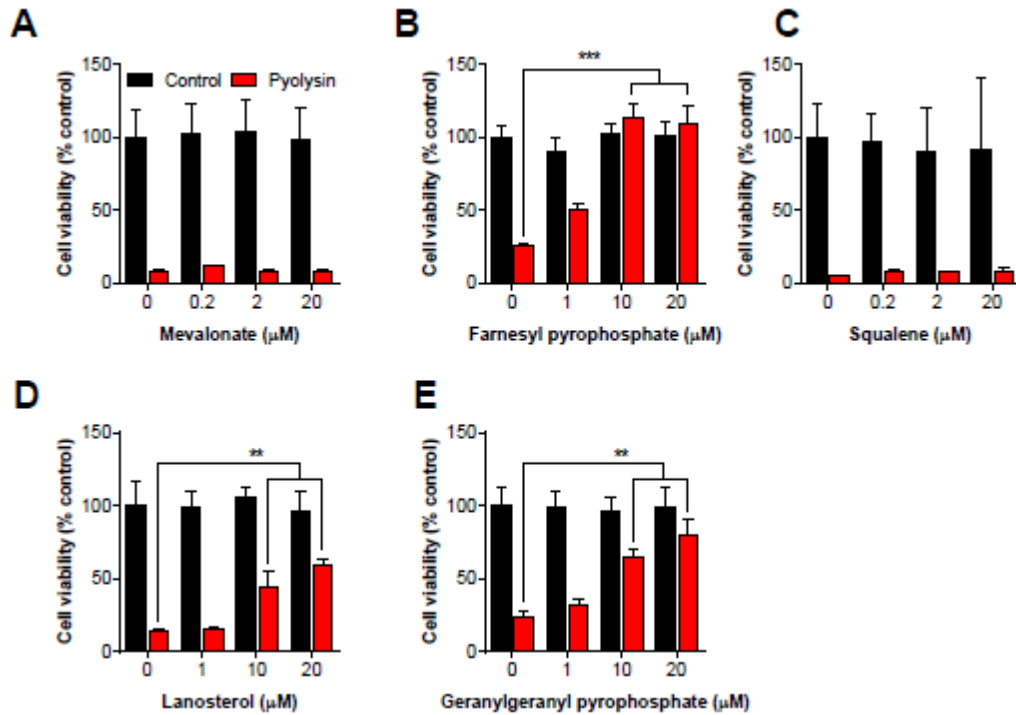 A
Cell viability (% control)
150
100
50
0
Control
Pyolysin
0 0.2 2 20
Mevalonate (μM)
B
Cell viability (% control)
150
100
50
0
***
0 1 10 20
Farnesyl pyrophosphate (μM)
C
Cell viability (% control)
150
100
50
0
0 0.2 2 20
Squalene (μM)
D
Cell viability (% control)
150
100
50
0
**
0 1 10 20
Lanosterol (μM)
E
Cell viability (% control)
150
100
50
0
**
0 1 10 20
Geranylgeranyl pyrophosphate (μM)